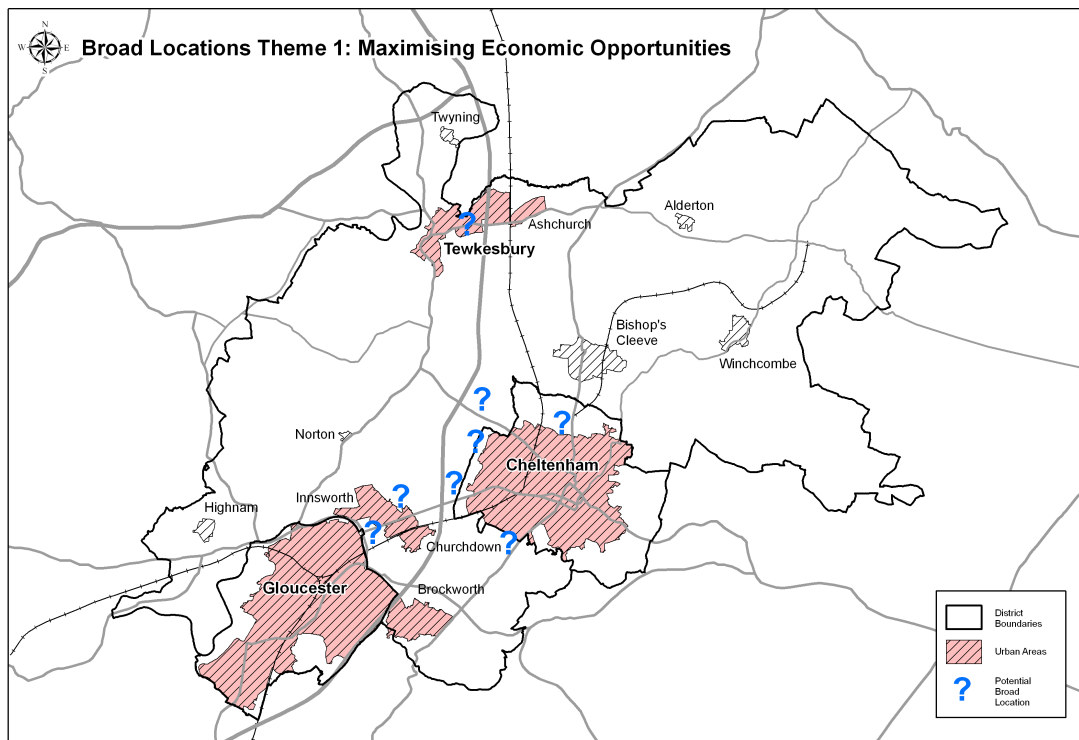 N
W E
S
Broad Locations Theme 1: Maximising Economic Opportunities
Twyning
Alderton
?
Ashchurch
Tewkesbury
Bishop's
Cleeve
Winchcombe
?
?
?
Norton
Cheltenham
?
Innsworth
?
Highnam
?
Churchdown
?
Gloucester
Brockworth
District
Boundaries
Urban Areas
?
Potential
Broad
Location